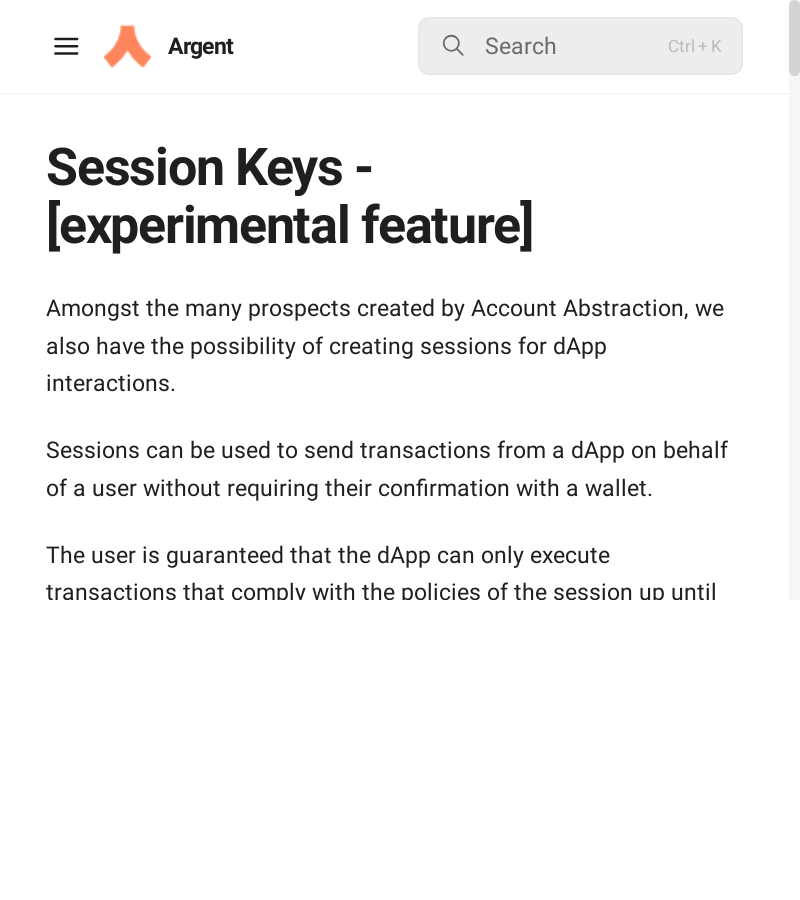 Argent
Search
Ctrl + K
Session Keys -
[experimental feature]
Amongst the many prospects created by Account Abstraction, we
also have the possibility of creating sessions for dApp
interactions.
Sessions can be used to send transactions from a dApp on behalf
of a user without requiring their confirmation with a wallet.
The user is guaranteed that the dApp can only execute
transactions that comply with the policies of the session up until